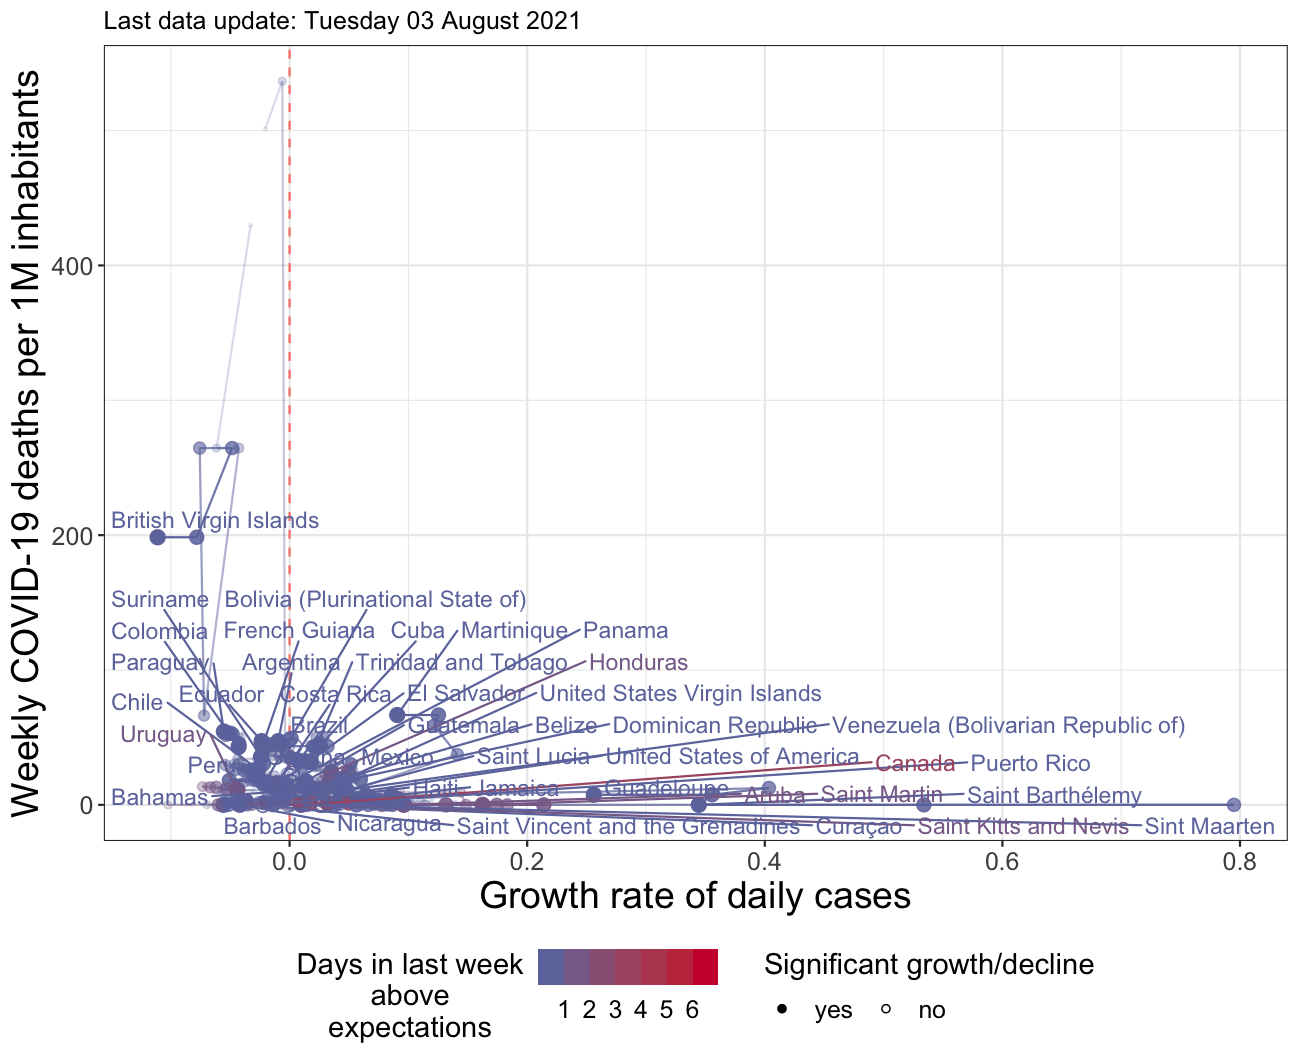 Last data update: Tuesday 03 August 2021
Weekly COVID-19 deaths per 1M inhabitants
400
200
0
British Virgin Islands
Suriname
Bolivia (Plurinational State of)
Colombia
French Guiana
Cuba
Martinique
Panama
Paraguay
Argentina
Trinidad and Tobago
Honduras
Chile
Ecuador
Costa Rica
El Salvador
United States Virgin Islands
Uruguay
Brazil
Guatemala
Belize
Dominican Republic
Venezuela (Bolivarian Republic of)
Mexico
Saint Lucia
United States of America
Canada
Puerto Rico
Bahamas
Haiti
Jamaica
Guadeloupe
Aruba
Saint Martin
Saint Barthélemy
Barbados
Nicaragua
Saint Vincent and the Grenadines
Curaçao
Saint Kitts and Nevis
Sint Maarten
0.0
0.2
0.4
0.6
0.8
Growth rate of daily cases
Days in last week
above
expectations
1 2 3 4 5 6
Significant growth/decline
yes
no